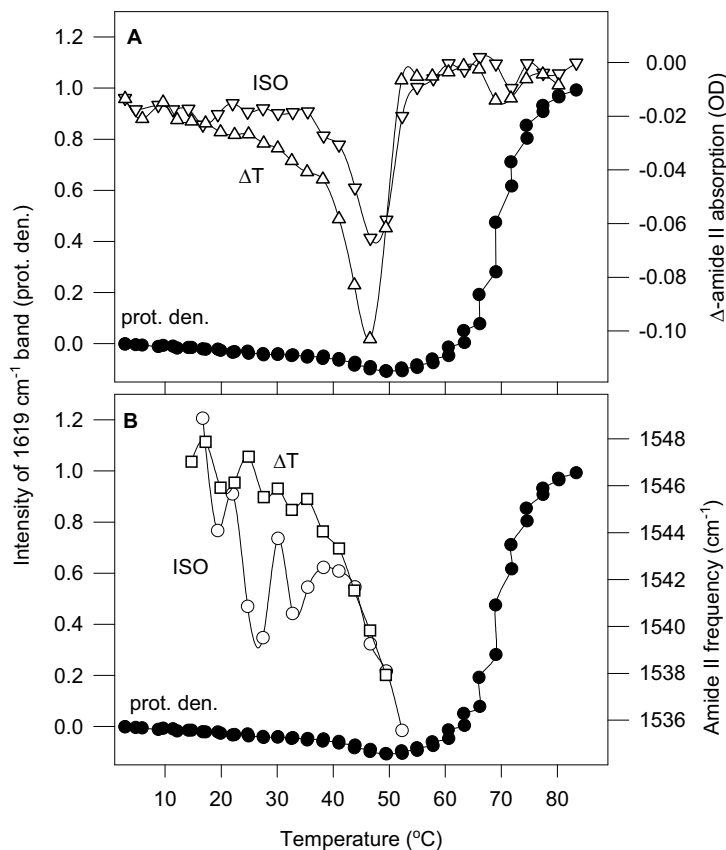 A
ISO
ΔT
prot. den.
1.2
1.0
0.8
0.6
0.4
0.2
0.0
0.00
-0.02
-0.04
-0.06
-0.08
-0.10
Δ-amide II absorption (OD)
Intensity of 1619 cm⁻¹ band (prot. den.)
B
ΔT
ISO
prot. den.
1.2
1.0
0.8
0.6
0.4
0.2
0.0
1548
1546
1544
1542
1540
1538
1536
Amide II frequency (cm⁻¹)
10 20 30 40 50 60 70 80
Temperature (°C)